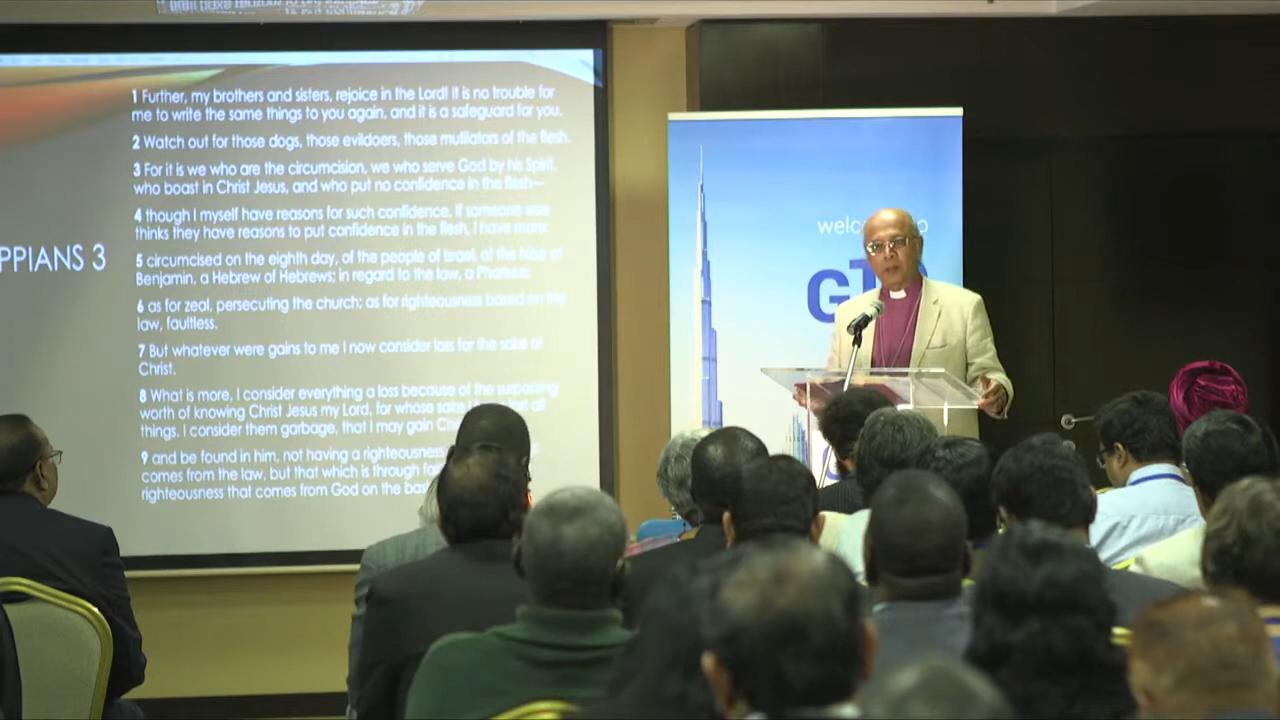 PPIANS 3
1 Further, my brothers and sisters, rejoice in the Lord! It is no trouble for
me to write the same things to you again, and it is a safeguard for you.
2 Watch out for those dogs, those evildoers, those mutilators of the flesh.
3 For it is we who are the circumcision, we who serve God by his Spirit,
who boast in Christ Jesus, and who put no confidence in the flesh—
4 though I myself have reasons for such confidence. If someone else
thinks they have reasons to put confidence in the flesh, I have more:
5 circumcised on the eighth day, of the people of Israel, of the tribe of
Benjamin, a Hebrew of Hebrews; in regard to the law, a Pharisee;
6 as for zeal, persecuting the church; as for righteousness based on the
law, faultless.
7 But whatever were gains to me I now consider loss for the sake of
Christ.
8 What is more, I consider everything a loss because of the surpassing
worth of knowing Christ Jesus my Lord, for whose sake I have lost all
things. I consider them garbage, that I may gain
9 and be found in him, not having a righteousness
comes from the law, but that which is through
righteousness that comes from God on the